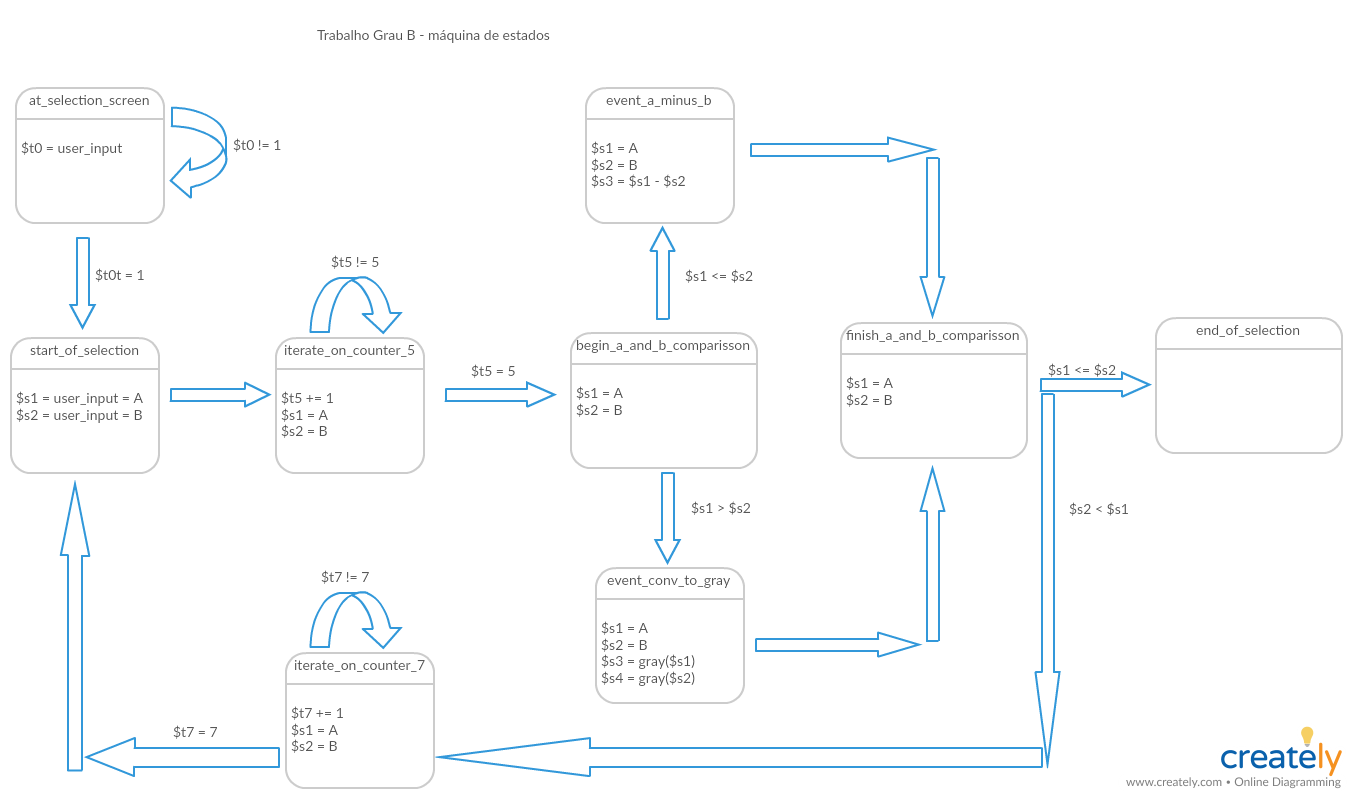 Trabalho Grau B - máquina de estados
at_selection_screen
$t0 = user_input
$t0 != 1
event_a_minus_b
$s1 = A
$s2 = B
$s3 = $s1 - $s2
$t0t = 1
$t5 != 5
$s1 <= $s2
start_of_selection
$s1 = user_input = A
$s2 = user_input = B
iterate_on_counter_5
$t5 += 1
$s1 = A
$s2 = B
$t5 = 5
begin_a_and_b_comparisson
$s1 = A
$s2 = B
finish_a_and_b_comparisson
$s1 = A
$s2 = B
$s1 <= $s2
end_of_selection
$s1 > $s2
$s2 < $s1
event_conv_to_gray
$s1 = A
$s2 = B
$s3 = gray($s1)
$s4 = gray($s2)
$t7 != 7
iterate_on_counter_7
$t7 += 1
$s1 = A
$s2 = B
$t7 = 7
creately
www.creately.com • Online Diagramming